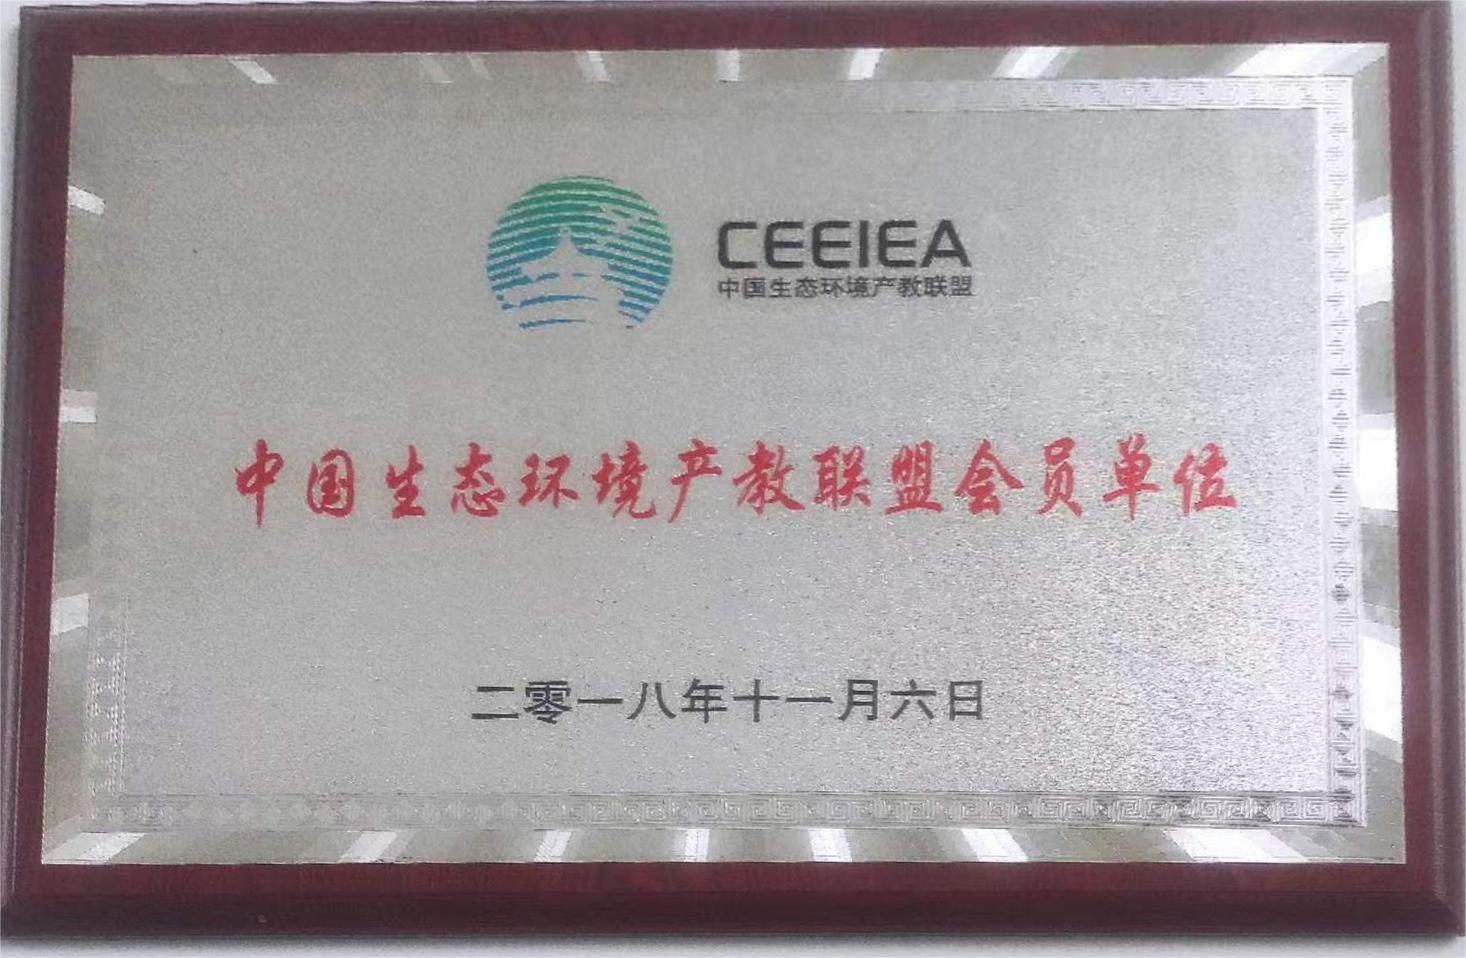 CEEIEA
中国生态环境产教联盟
中国生态环境产教联盟会员单位
二零一八年十一月六日